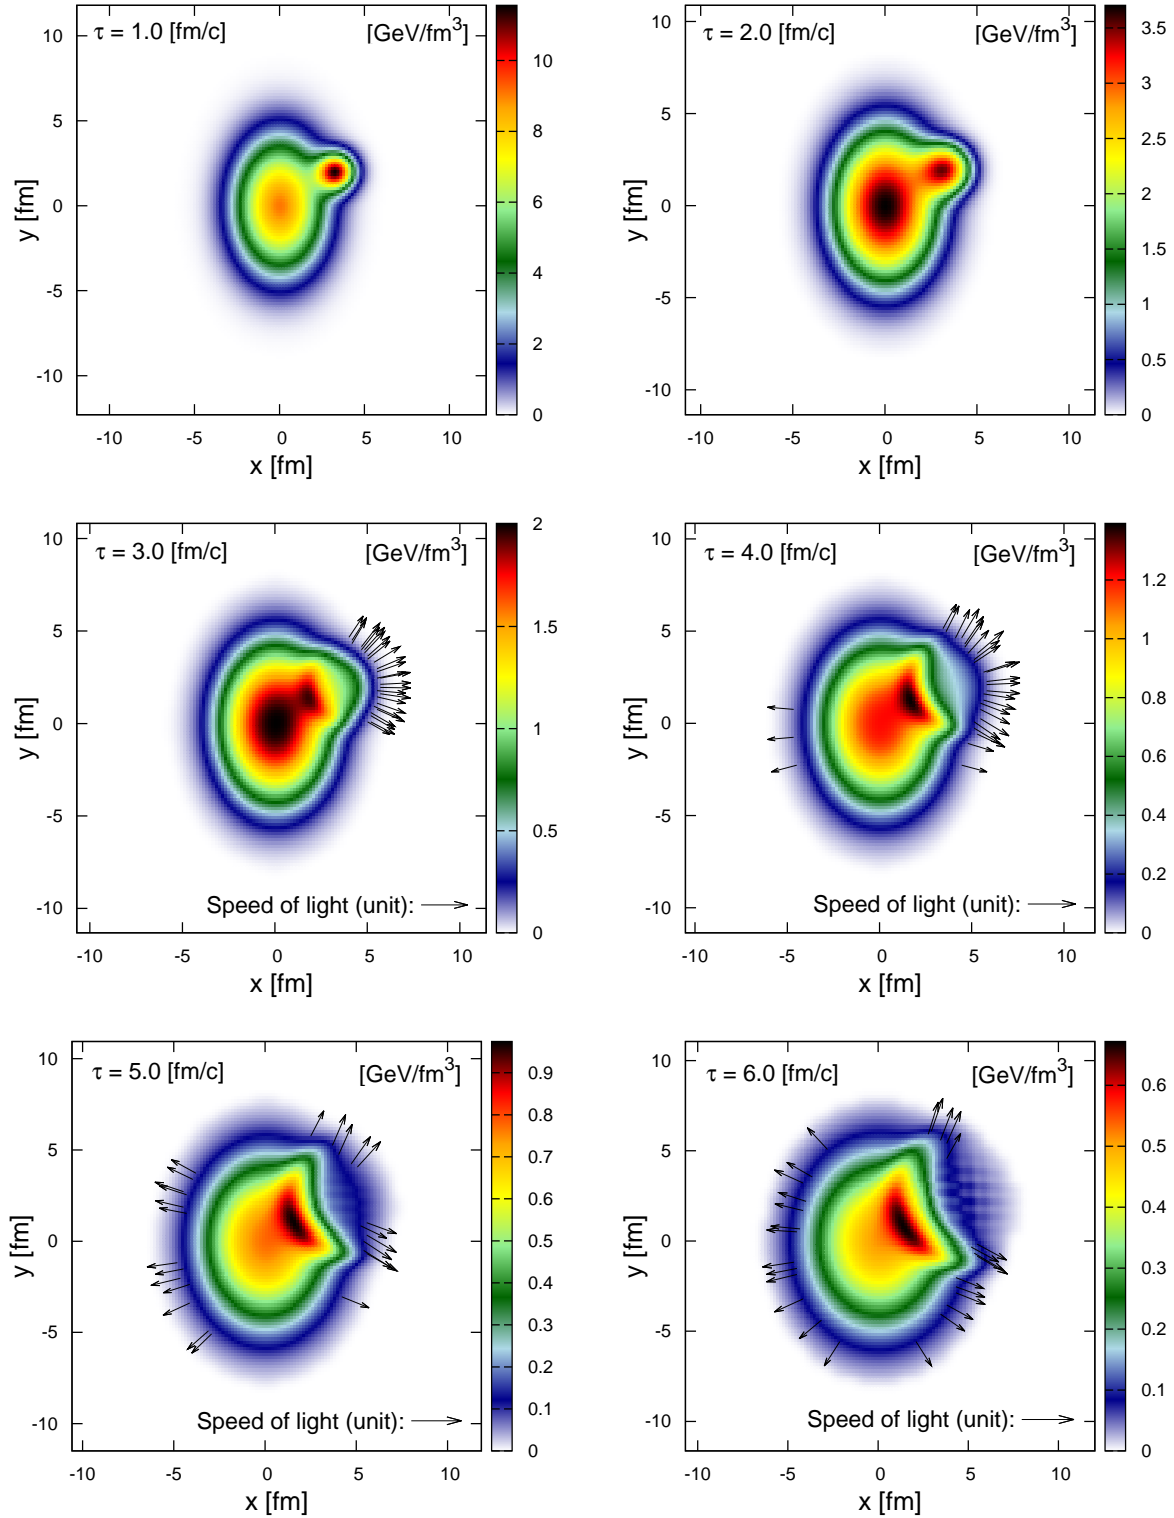 τ = 1.0 [fm/c] [GeV/fm³]
10
5
0
-5
-10
y [fm]
-10 -5 0 5 10
x [fm]
10
8
6
4
2
0
τ = 2.0 [fm/c] [GeV/fm³]
10
5
0
-5
-10
y [fm]
-10 -5 0 5 10
x [fm]
3.5
3
2.5
2
1.5
1
0.5
0
τ = 3.0 [fm/c] [GeV/fm³]
10
5
0
-5
-10
y [fm]
Speed of light (unit):
-10 -5 0 5 10
x [fm]
2
1.5
1
0.5
0
τ = 4.0 [fm/c] [GeV/fm³]
10
5
0
-5
-10
y [fm]
Speed of light (unit):
-10 -5 0 5 10
x [fm]
1.2
1
0.8
0.6
0.4
0.2
0
τ = 5.0 [fm/c] [GeV/fm³]
10
5
0
-5
-10
y [fm]
Speed of light (unit):
-10 -5 0 5 10
x [fm]
0.9
0.8
0.7
0.6
0.5
0.4
0.3
0.2
0.1
0
τ = 6.0 [fm/c] [GeV/fm³]
10
5
0
-5
-10
y [fm]
Speed of light (unit):
-10 -5 0 5 10
x [fm]
0.6
0.5
0.4
0.3
0.2
0.1
0